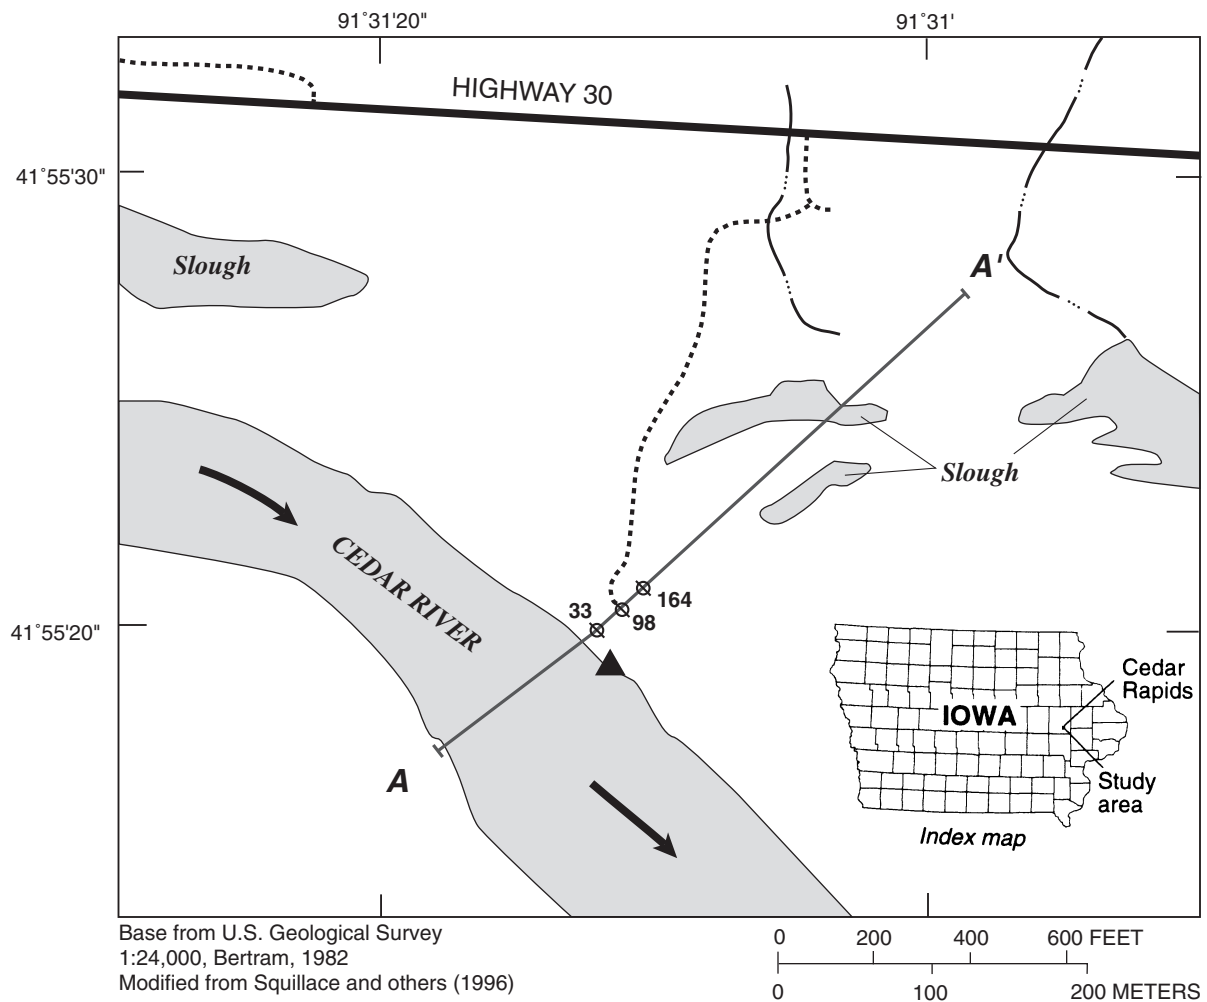 91˚31'20"
91˚31'
HIGHWAY 30
41˚55'30"
Slough
A'
Slough
CEDAR RIVER
33
164
98
41˚55'20"
Cedar
Rapids
IOWA
A
Study
area
Index map
Base from U.S. Geological Survey
1:24,000, Bertram, 1982
Modified from Squillace and others (1996)
0 200 400 600 FEET
0 100 200 METERS